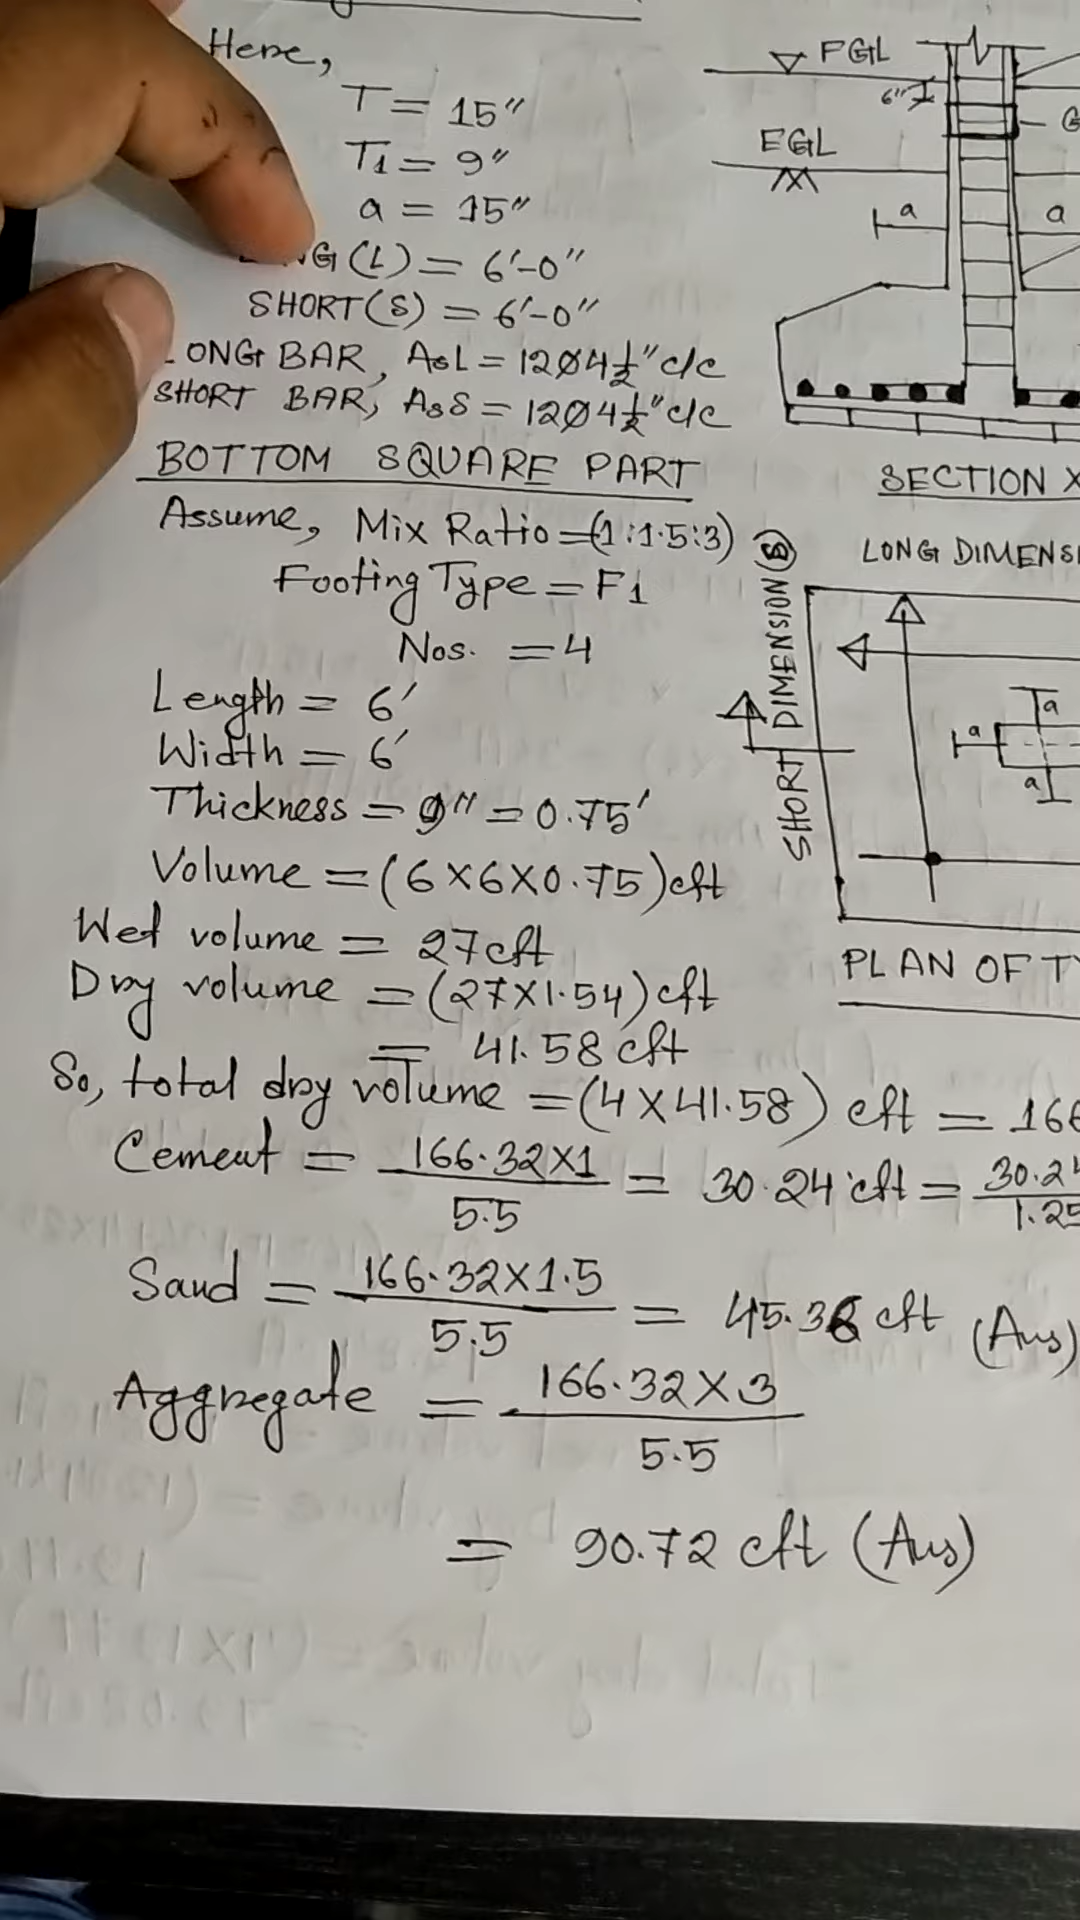 Here,
T = 15"
T1 = 9"
a = 15"
(L) = 6'-0"
SHORT(S) = 6'-0"
BAR, AsL = 12Ø4½" c/c
SHORT BAR, AsS = 12Ø4½" c/c
BOTTOM SQUARE PART
Assume, Mix Ratio = (1:1.5:3)
Footing Type = F1
Nos. = 4
Length = 6'
Width = 6'
Thickness = 9" = 0.75'
Volume = (6×6×0.75) cft
Wet volume = 27 cft
Dry volume = (27×1.54) cft
= 41.58 cft
So, total dry volume = (4×41.58) cft =
Cement = 166.32×1/5.5 = 30.24 cft =
Sand = 166.32×1.5/5.5 = 45.36 cft (Ans)
Aggregate = 166.32×3/5.5
= 90.72 cft (Ans)
FGL
6"
EGL
a
a
SECTION
LONG
SHORT DIMENSION(S)
a
a
a
PLAN OF